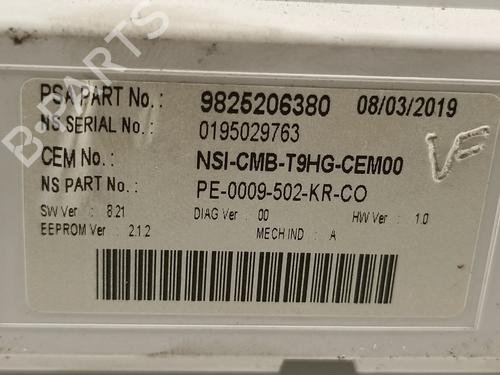 B-PARTS
PSA PART No.: 9825206380 08/03/2019
NS SERIAL No.: 0195029763
CEM No.: NSI-CMB-T9HG-CEM00
NS PART No.: PE-0009-502-KR-CO
SW Ver : 8.21 DIAG Ver : 00 HW Ver : 1.0
EEPROM Ver : 2.1.2 MECH IND : A